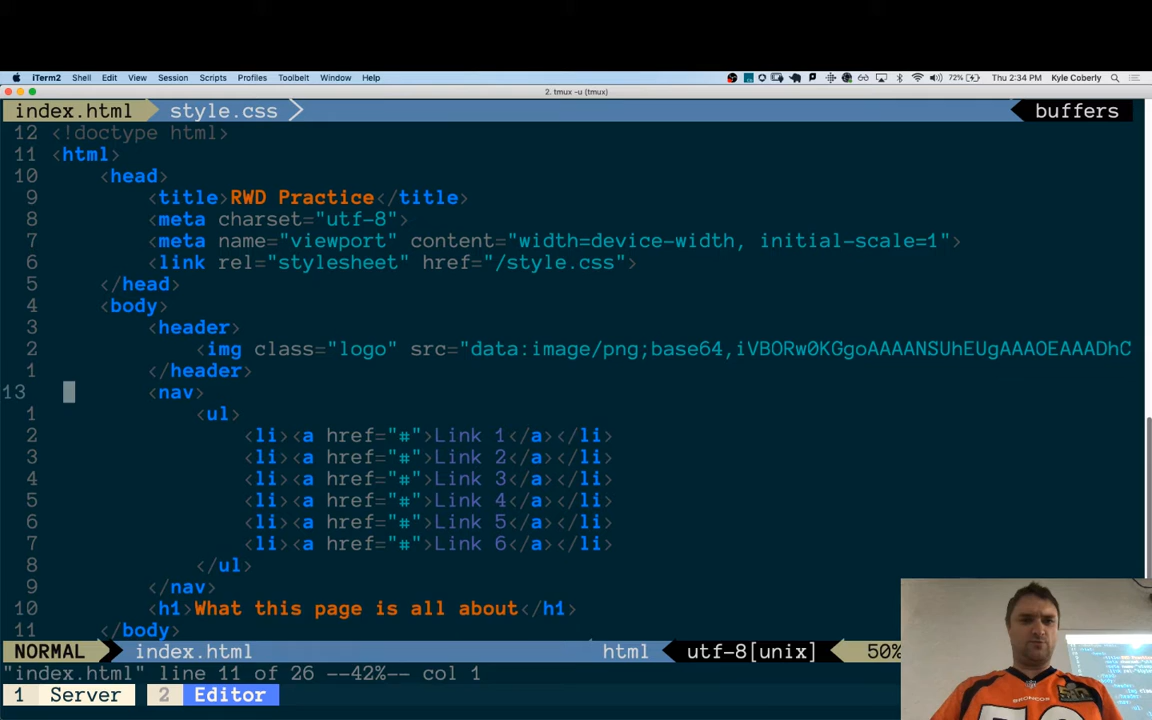 iTerm2 Shell Edit View Session Scripts Profiles Toolbelt Window Help 72% Thu 2:34 PM Kyle Coberly
2. tmux -u (tmux)
index.html style.css buffers
12 <!doctype html>
11 <html>
10 <head>
9 <title>RWD Practice</title>
8 <meta charset="utf-8">
7 <meta name="viewport" content="width=device-width, initial-scale=1">
6 <link rel="stylesheet" href="/style.css">
5 </head>
4 <body>
3 <header>
2 <img class="logo" src="data:image/png;base64,iVBORw0KGgoAAAANSUhEUgAAAOEAAADhC
1 </header>
13 <nav>
1 <ul>
2 <li><a href="#">Link 1</a></li>
3 <li><a href="#">Link 2</a></li>
4 <li><a href="#">Link 3</a></li>
5 <li><a href="#">Link 4</a></li>
6 <li><a href="#">Link 5</a></li>
7 <li><a href="#">Link 6</a></li>
8 </ul>
9 </nav>
10 <h1>What this page is all about</h1>
11 </body>
NORMAL index.html html utf-8[unix] 50%
"index.html" line 11 of 26 --42%-- col 1
1 Server 2 Editor
BRONCOS